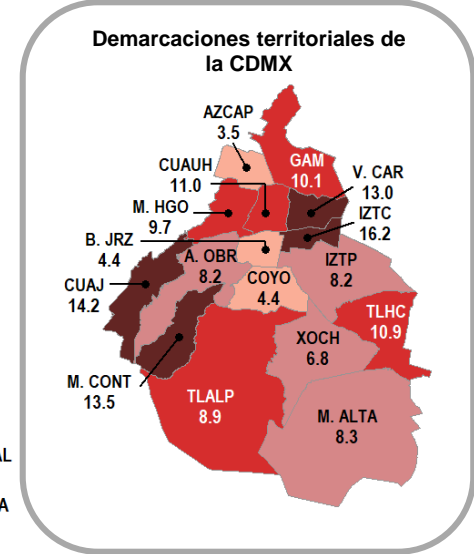 Demarcaciones territoriales de
la CDMX
AZCAP
3.5
GAM
10.1
CUAUH
11.0
V. CAR
13.0
M. HGO
9.7
IZTC
16.2
B. JRZ
4.4
A. OBR
8.2
IZTP
8.2
CUAJ
14.2
COYO
4.4
TLHC
10.9
XOCH
6.8
M. CONT
13.5
TLALP
8.9
M. ALTA
8.3
AL
A